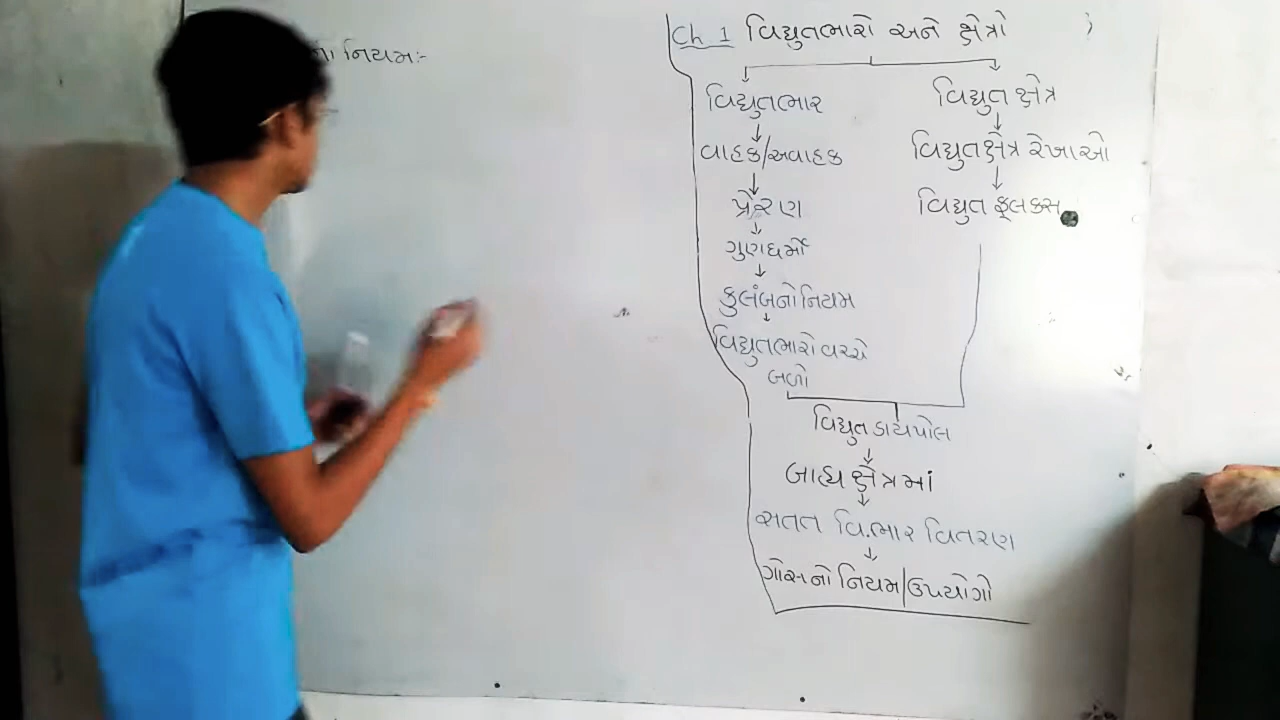 નો નિયમ:-
Ch 1 વિદ્યુતભારો અને ક્ષેત્રો
વિદ્યુતભાર
વિદ્યુત ક્ષેત્ર
વાહક/અવાહક
વિદ્યુતક્ષેત્ર રેખાઓ
પ્રેરણ
વિદ્યુત ફ્લક્સ
ગુણધર્મો
કુલંબનો નિયમ
વિદ્યુતભારો વચ્ચે
બળો
વિદ્યુત ડાયપોલ
બાહ્ય ક્ષેત્રમાં
સતત વિ.ભાર વિતરણ
ગોસનો નિયમ/ઉપયોગો